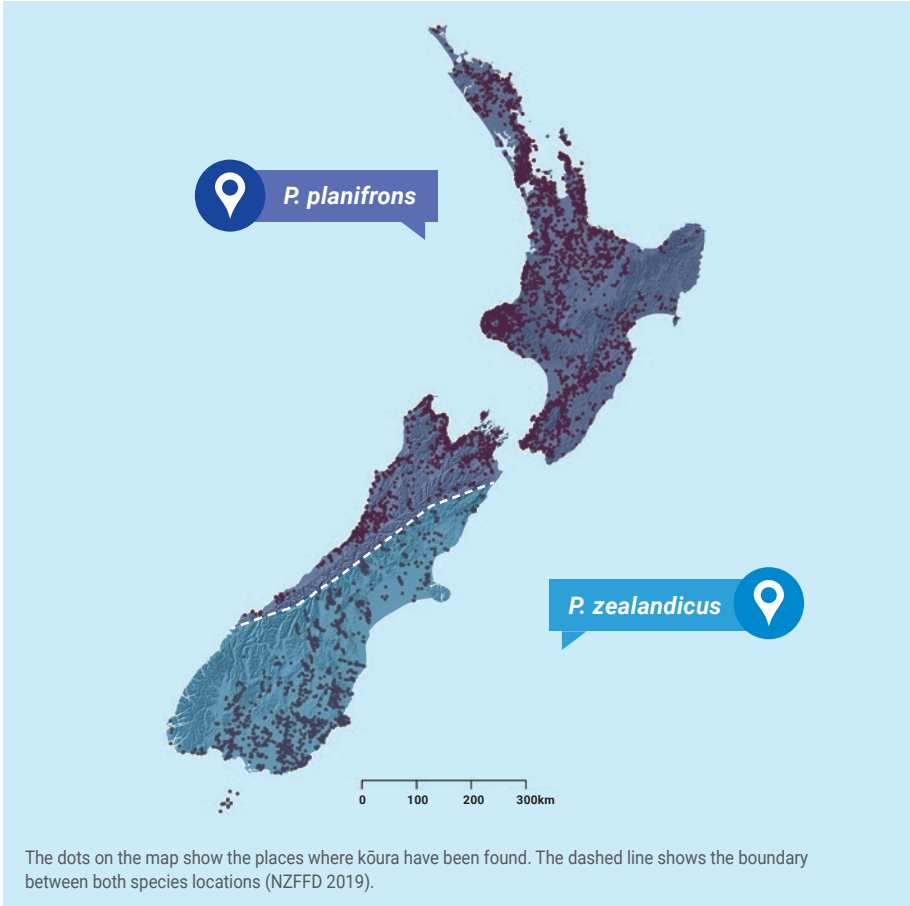 P. planifrons
P. zealandicus
0 100 200 300km
The dots on the map show the places where kōura have been found. The dashed line shows the boundary
between both species locations (NZFFD 2019).